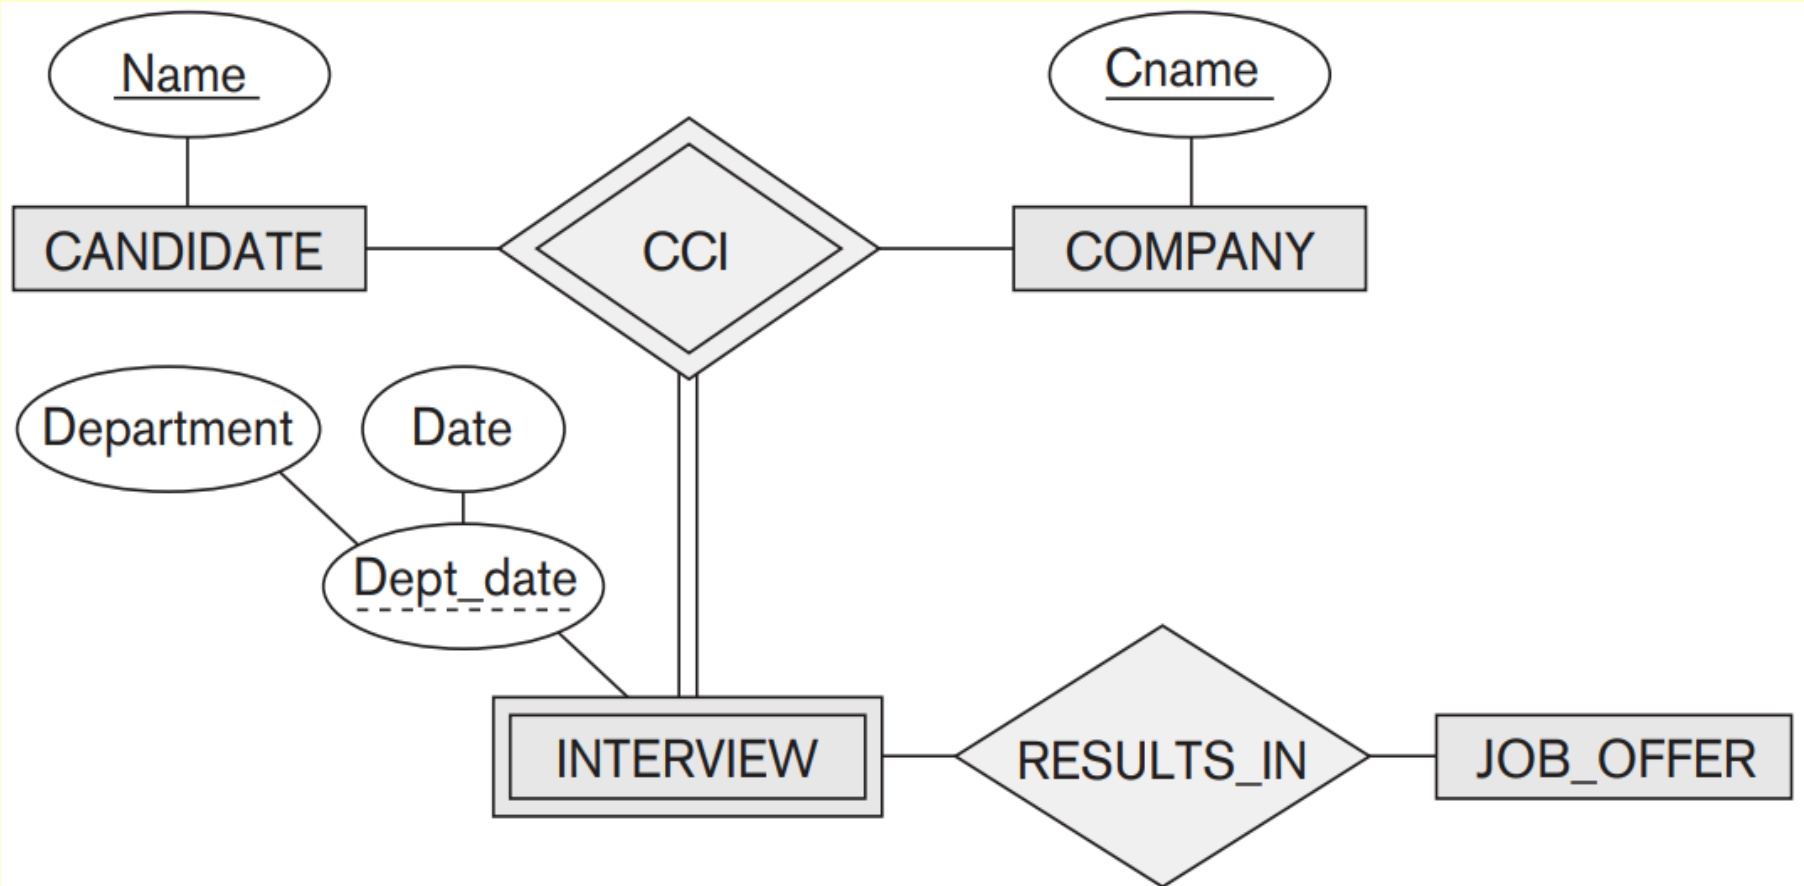 Name
Cname
CANDIDATE
CCI
COMPANY
Department
Date
Dept_date
INTERVIEW
RESULTS_IN
JOB_OFFER